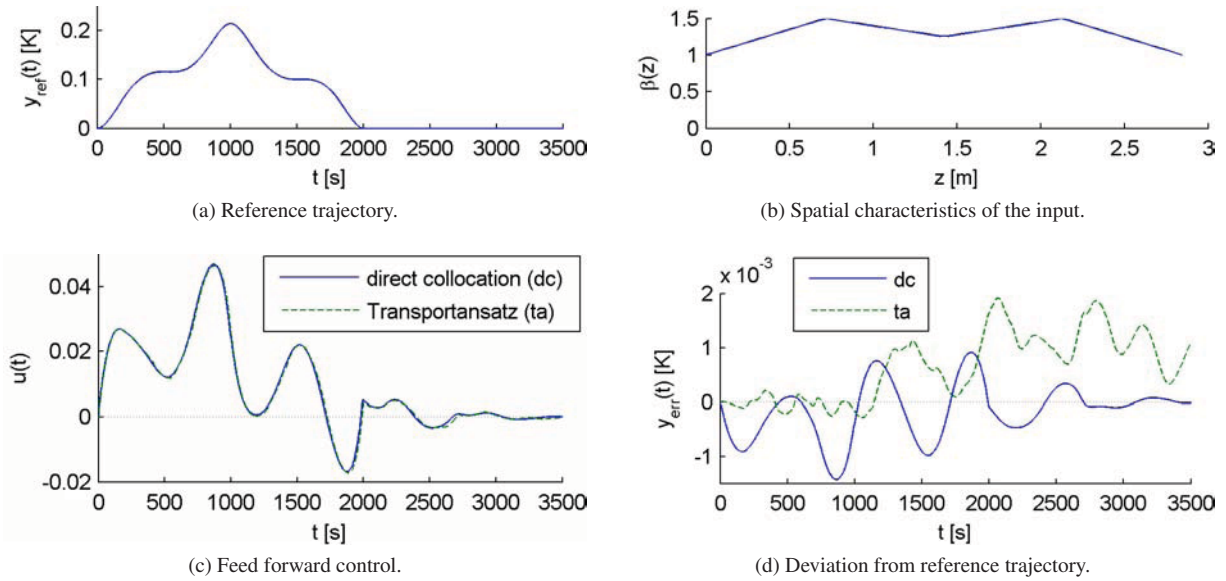 0.2
0.1
0
y_ref(t) [K]
0 500 1000 1500 2000 2500 3000 3500
t [s]
(a) Reference trajectory.
1.5
1
0.5
0
β(z)
0 0.5 1 1.5 2 2.5 3
z [m]
(b) Spatial characteristics of the input.
0.04
0.02
0
-0.02
u(t)
direct collocation (dc)
Transportansatz (ta)
0 500 1000 1500 2000 2500 3000 3500
t [s]
(c) Feed forward control.
x 10^-3
2
1
0
-1
y_err(t) [K]
dc
ta
0 500 1000 1500 2000 2500 3000 3500
t [s]
(d) Deviation from reference trajectory.